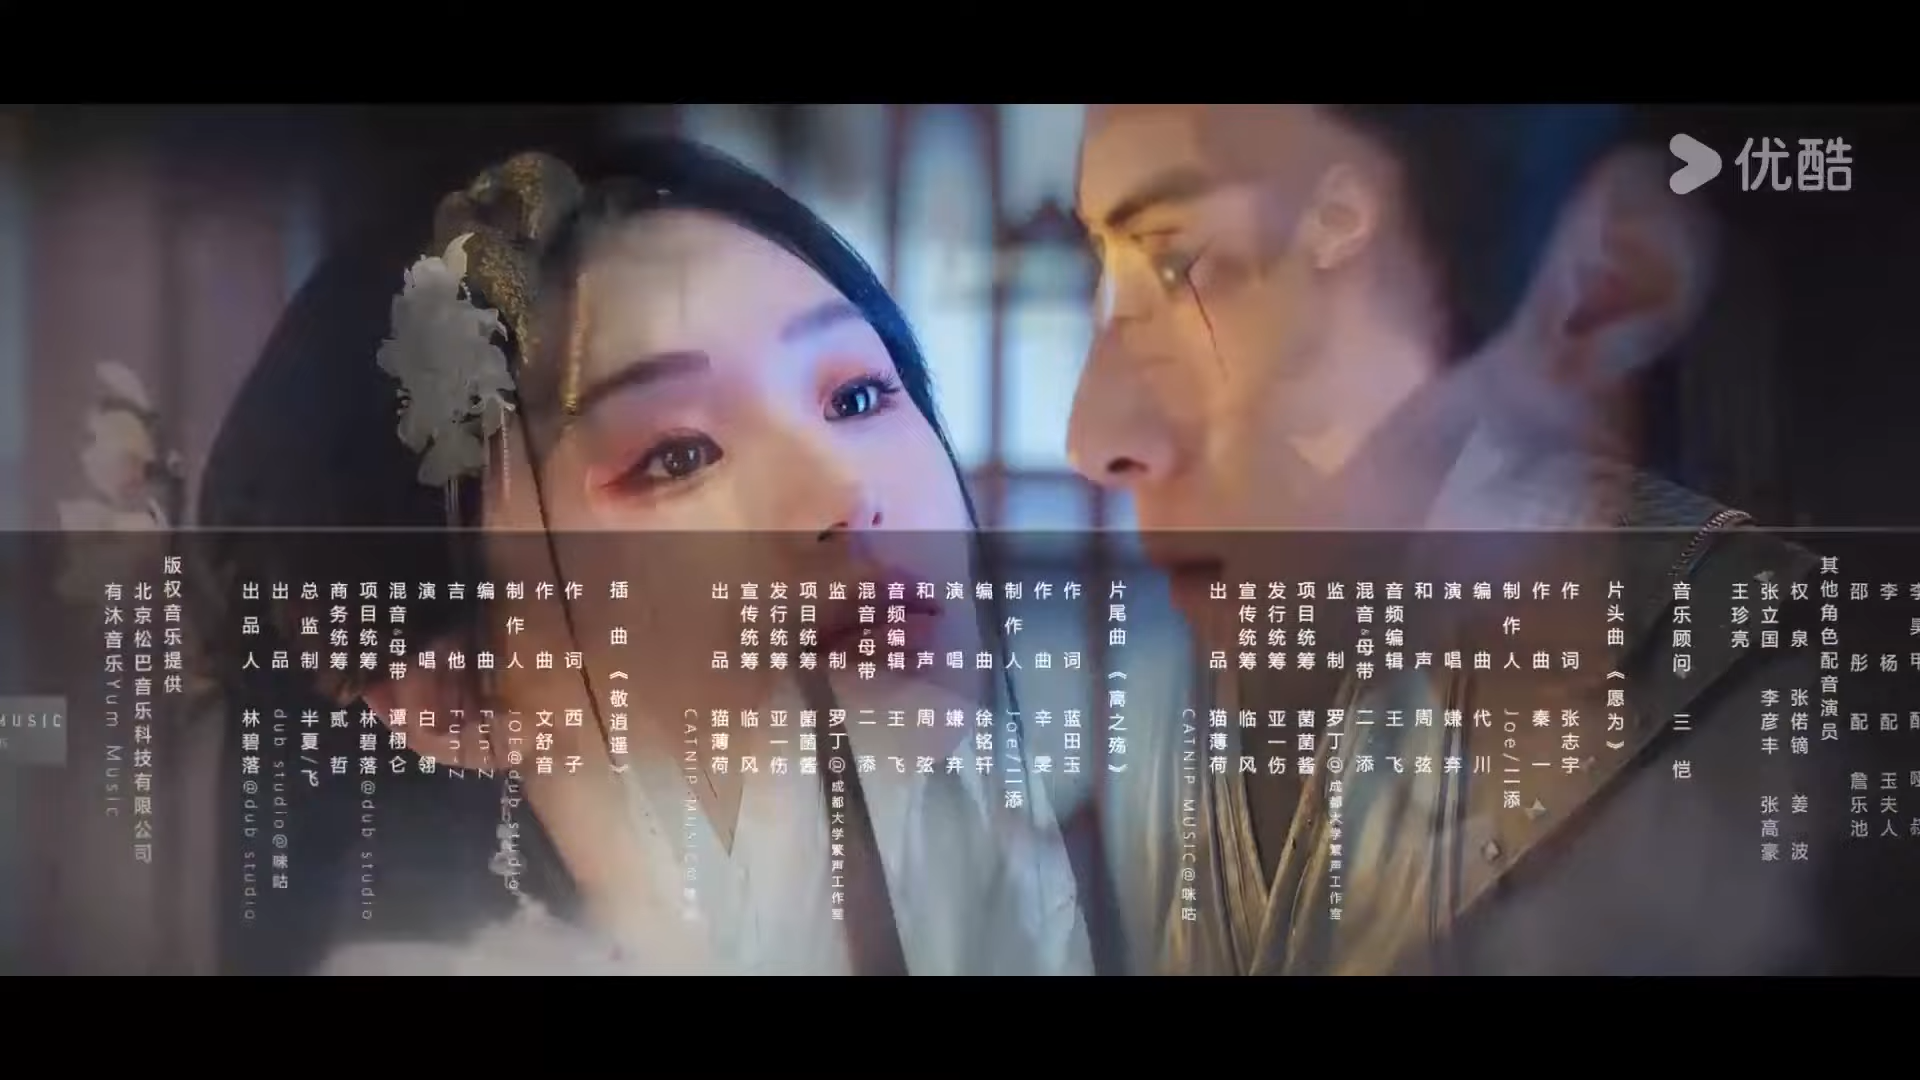 优酷
李
邵 彤 配 詹乐池
李 杨 配 玉夫人
其他角色配音演员
权 泉 张偌镝 姜 波
张立国 李彦丰 张高豪
王珍亮
音乐顾问 三 恺
片头曲《愿为》
作 词 张志宇
作 曲 秦 一
制作人 Joe/二添
编 曲 代 川
演 唱 嫌 弃
和 声 周 弦
音频编辑 王 飞
混音&母带 二 添
监 制 罗丁@成都大学繁声工作室
项目统筹 菌菌酱
发行统筹 亚一伤
宣传统筹 临 风
出 品 猫薄荷
CATNIP MUSIC@咪咕
片尾曲《离之殇》
作 词 蓝田玉
作 曲 辛 雯
制作人 Joe/二添
编 曲 徐铭轩
演 唱 嫌 弃
和 声 周 弦
音频编辑 王 飞
混音&母带 二 添
监 制 罗丁@成都大学繁声工作室
项目统筹 菌菌酱
发行统筹 亚一伤
宣传统筹 临 风
出 品 猫薄荷
CATNIP MUSIC@咪咕
插 曲《敬逍遥》
作 词 西 子
作 曲 文舒音
制作人 JOE@dub studio
编 曲 Fun-Z
吉 他 Fun-Z
演 唱 白 翎
混音&母带 谭栩仑
项目统筹 林碧落@dub studio
商务统筹 贰 哲
总监制 半夏/飞
出 品 dub studio@咪咕
出品人 林碧落@dub studio
版权音乐提供
北京松巴音乐科技有限公司
有沐音乐Yum Music
MUSIC